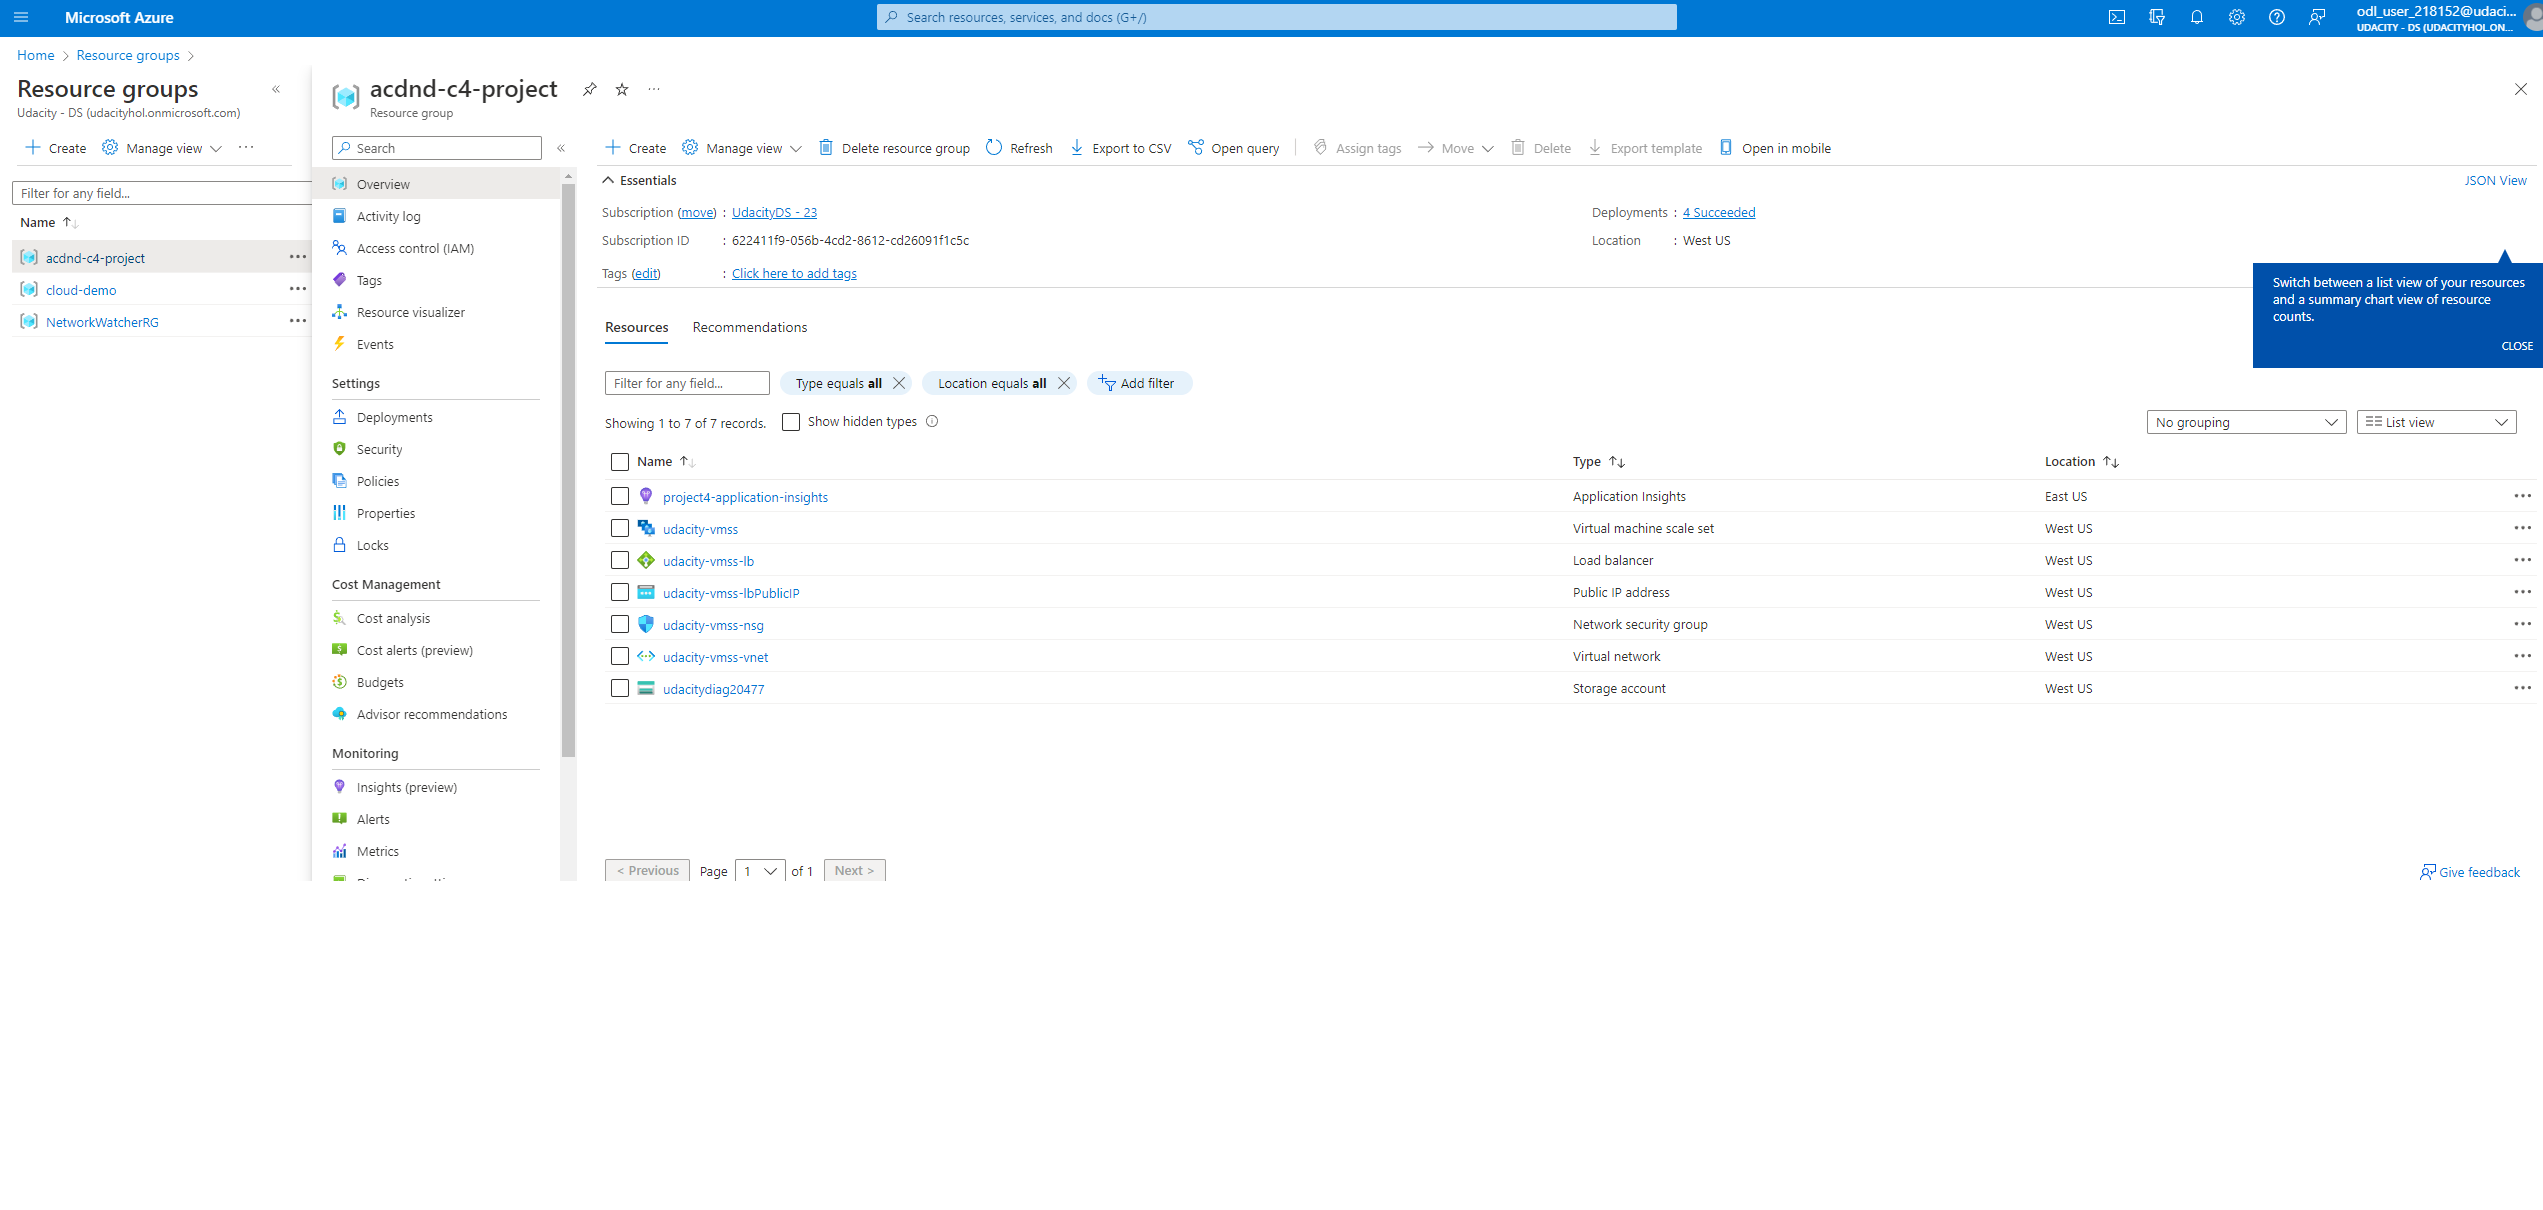 Microsoft Azure
Search resources, services, and docs (G+/)
odl_user_218152@udaci...
UDACITY - DS (UDACITYHOL.ON...
Home > Resource groups >
Resource groups
Udacity - DS (udacityhol.onmicrosoft.com)
Create Manage view ...
Filter for any field...
Name
acdnd-c4-project
cloud-demo
NetworkWatcherRG
acdnd-c4-project
Resource group
Search
Overview
Activity log
Access control (IAM)
Tags
Resource visualizer
Events
Settings
Deployments
Security
Policies
Properties
Locks
Cost Management
Cost analysis
Cost alerts (preview)
Budgets
Advisor recommendations
Monitoring
Insights (preview)
Alerts
Metrics
Create Manage view Delete resource group Refresh Export to CSV Open query Assign tags Move Delete Export template Open in mobile
Essentials
JSON View
Subscription (move) : UdacityDS - 23
Deployments : 4 Succeeded
Subscription ID : 622411f9-056b-4cd2-8612-cd26091f1c5c
Location : West US
Tags (edit) : Click here to add tags
Switch between a list view of your resources
and a summary chart view of resource
counts.
CLOSE
Resources Recommendations
Filter for any field... Type equals all Location equals all Add filter
Showing 1 to 7 of 7 records. Show hidden types
No grouping List view
Name Type Location
project4-application-insights Application Insights East US
udacity-vmss Virtual machine scale set West US
udacity-vmss-lb Load balancer West US
udacity-vmss-lbPublicIP Public IP address West US
udacity-vmss-nsg Network security group West US
udacity-vmss-vnet Virtual network West US
udacitydiag20477 Storage account West US
< Previous Page 1 of 1 Next >
Give feedback